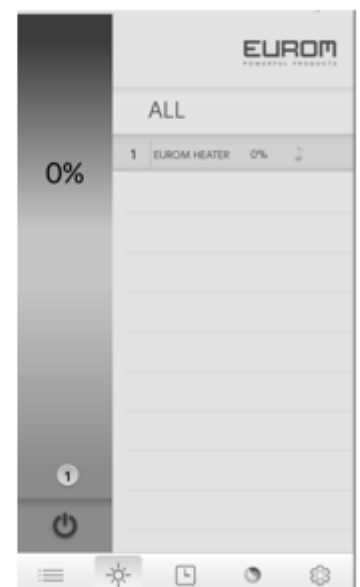 EUROM
POWERFUL PRODUCTS
ALL
1 EUROM HEATER 0%
0%
1